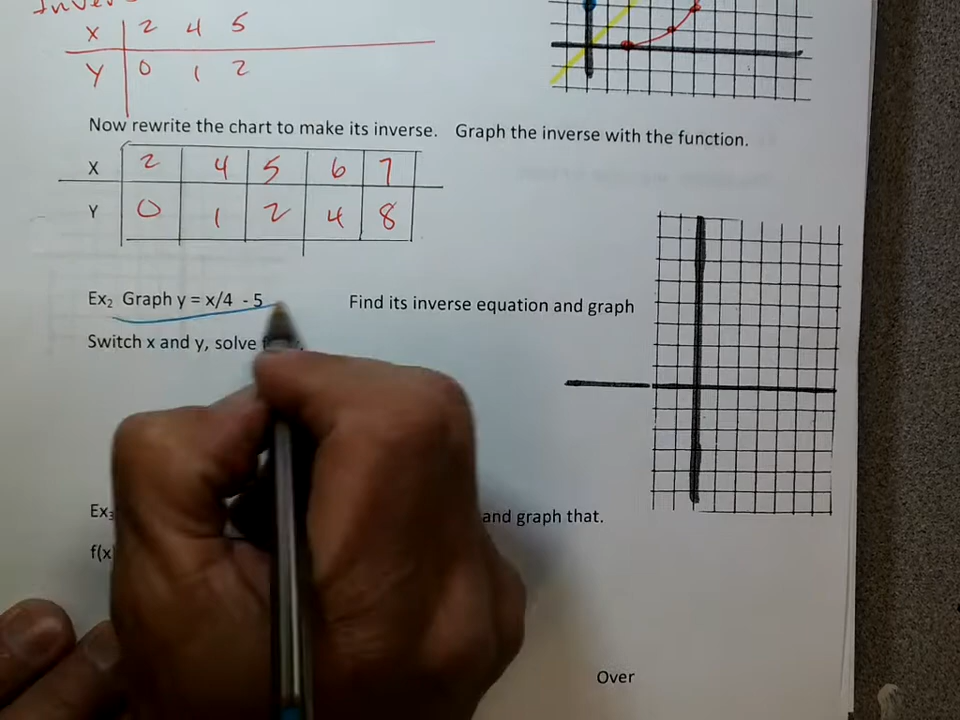 Inver
X 2 4 5
Y 0 1 2
Now rewrite the chart to make its inverse. Graph the inverse with the function.
X 2 4 5 6 7
Y 0 1 2 4 8
Ex2 Graph y = x/4 - 5 Find its inverse equation and graph
Switch x and y, solve
Ex3 and graph that.
f(x
Over